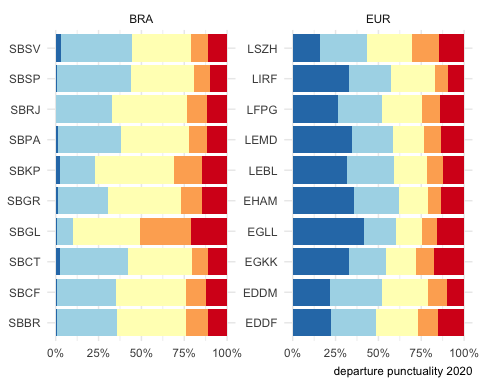 BRA
EUR
SBSV
SBSP
SBRJ
SBPA
SBKP
SBGR
SBGL
SBCT
SBCF
SBBR
LSZH
LIRF
LFPG
LEMD
LEBL
EHAM
EGLL
EGKK
EDDM
EDDF
0% 25% 50% 75% 100%
0% 25% 50% 75% 100%
departure punctuality 2020